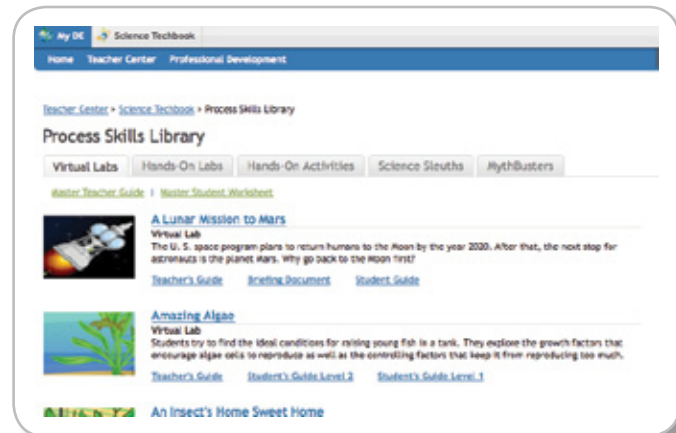 My DE Science Techbook
Home Teacher Center Professional Development
Teacher Center > Science Techbook > Process Skills Library
Process Skills Library
Virtual Labs Hands-On Labs Hands-On Activities Science Sleuths MythBusters
Master Teacher Guide | Master Student Worksheet
A Lunar Mission to Mars
Virtual Lab
The U. S. space program plans to return humans to the Moon by the year 2020. After that, the next stop for
astronauts is the planet Mars. Why go back to the Moon first?
Teacher's Guide Briefing Document Student Guide
Amazing Algae
Virtual Lab
Students try to find the ideal conditions for raising young fish in a tank. They explore the growth factors that
encourage algae cells to reproduce as well as the controlling factors that keep it from reproducing too much.
Teacher's Guide Student's Guide Level 2 Student's Guide Level 1
An Insect's Home Sweet Home